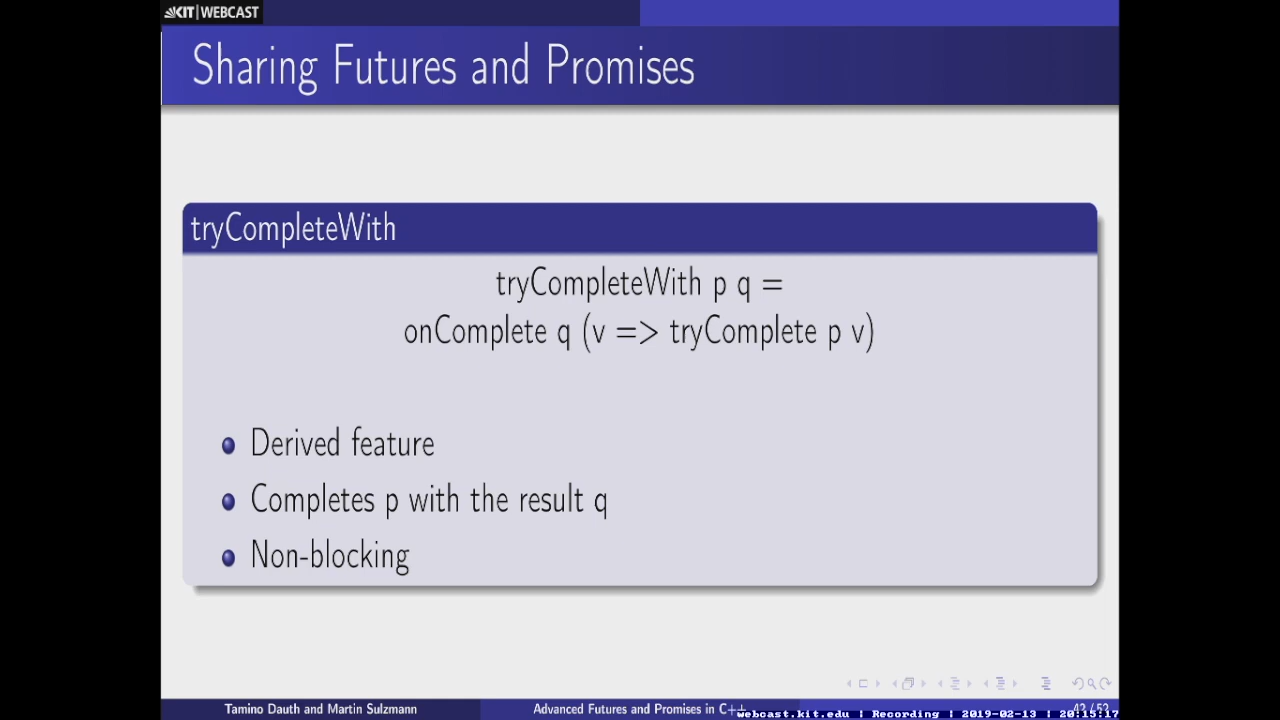 KIT WEBCAST
Sharing Futures and Promises
tryCompleteWith
tryCompleteWith p q =
onComplete q (v => tryComplete p v)
Derived feature
Completes p with the result q
Non-blocking
Tamino Dauth and Martin Sulzmann Advanced Futures and Promises in C++ 43 / 53
webcast.kit.edu | Recording | 2019-02-13 | 20:15:17